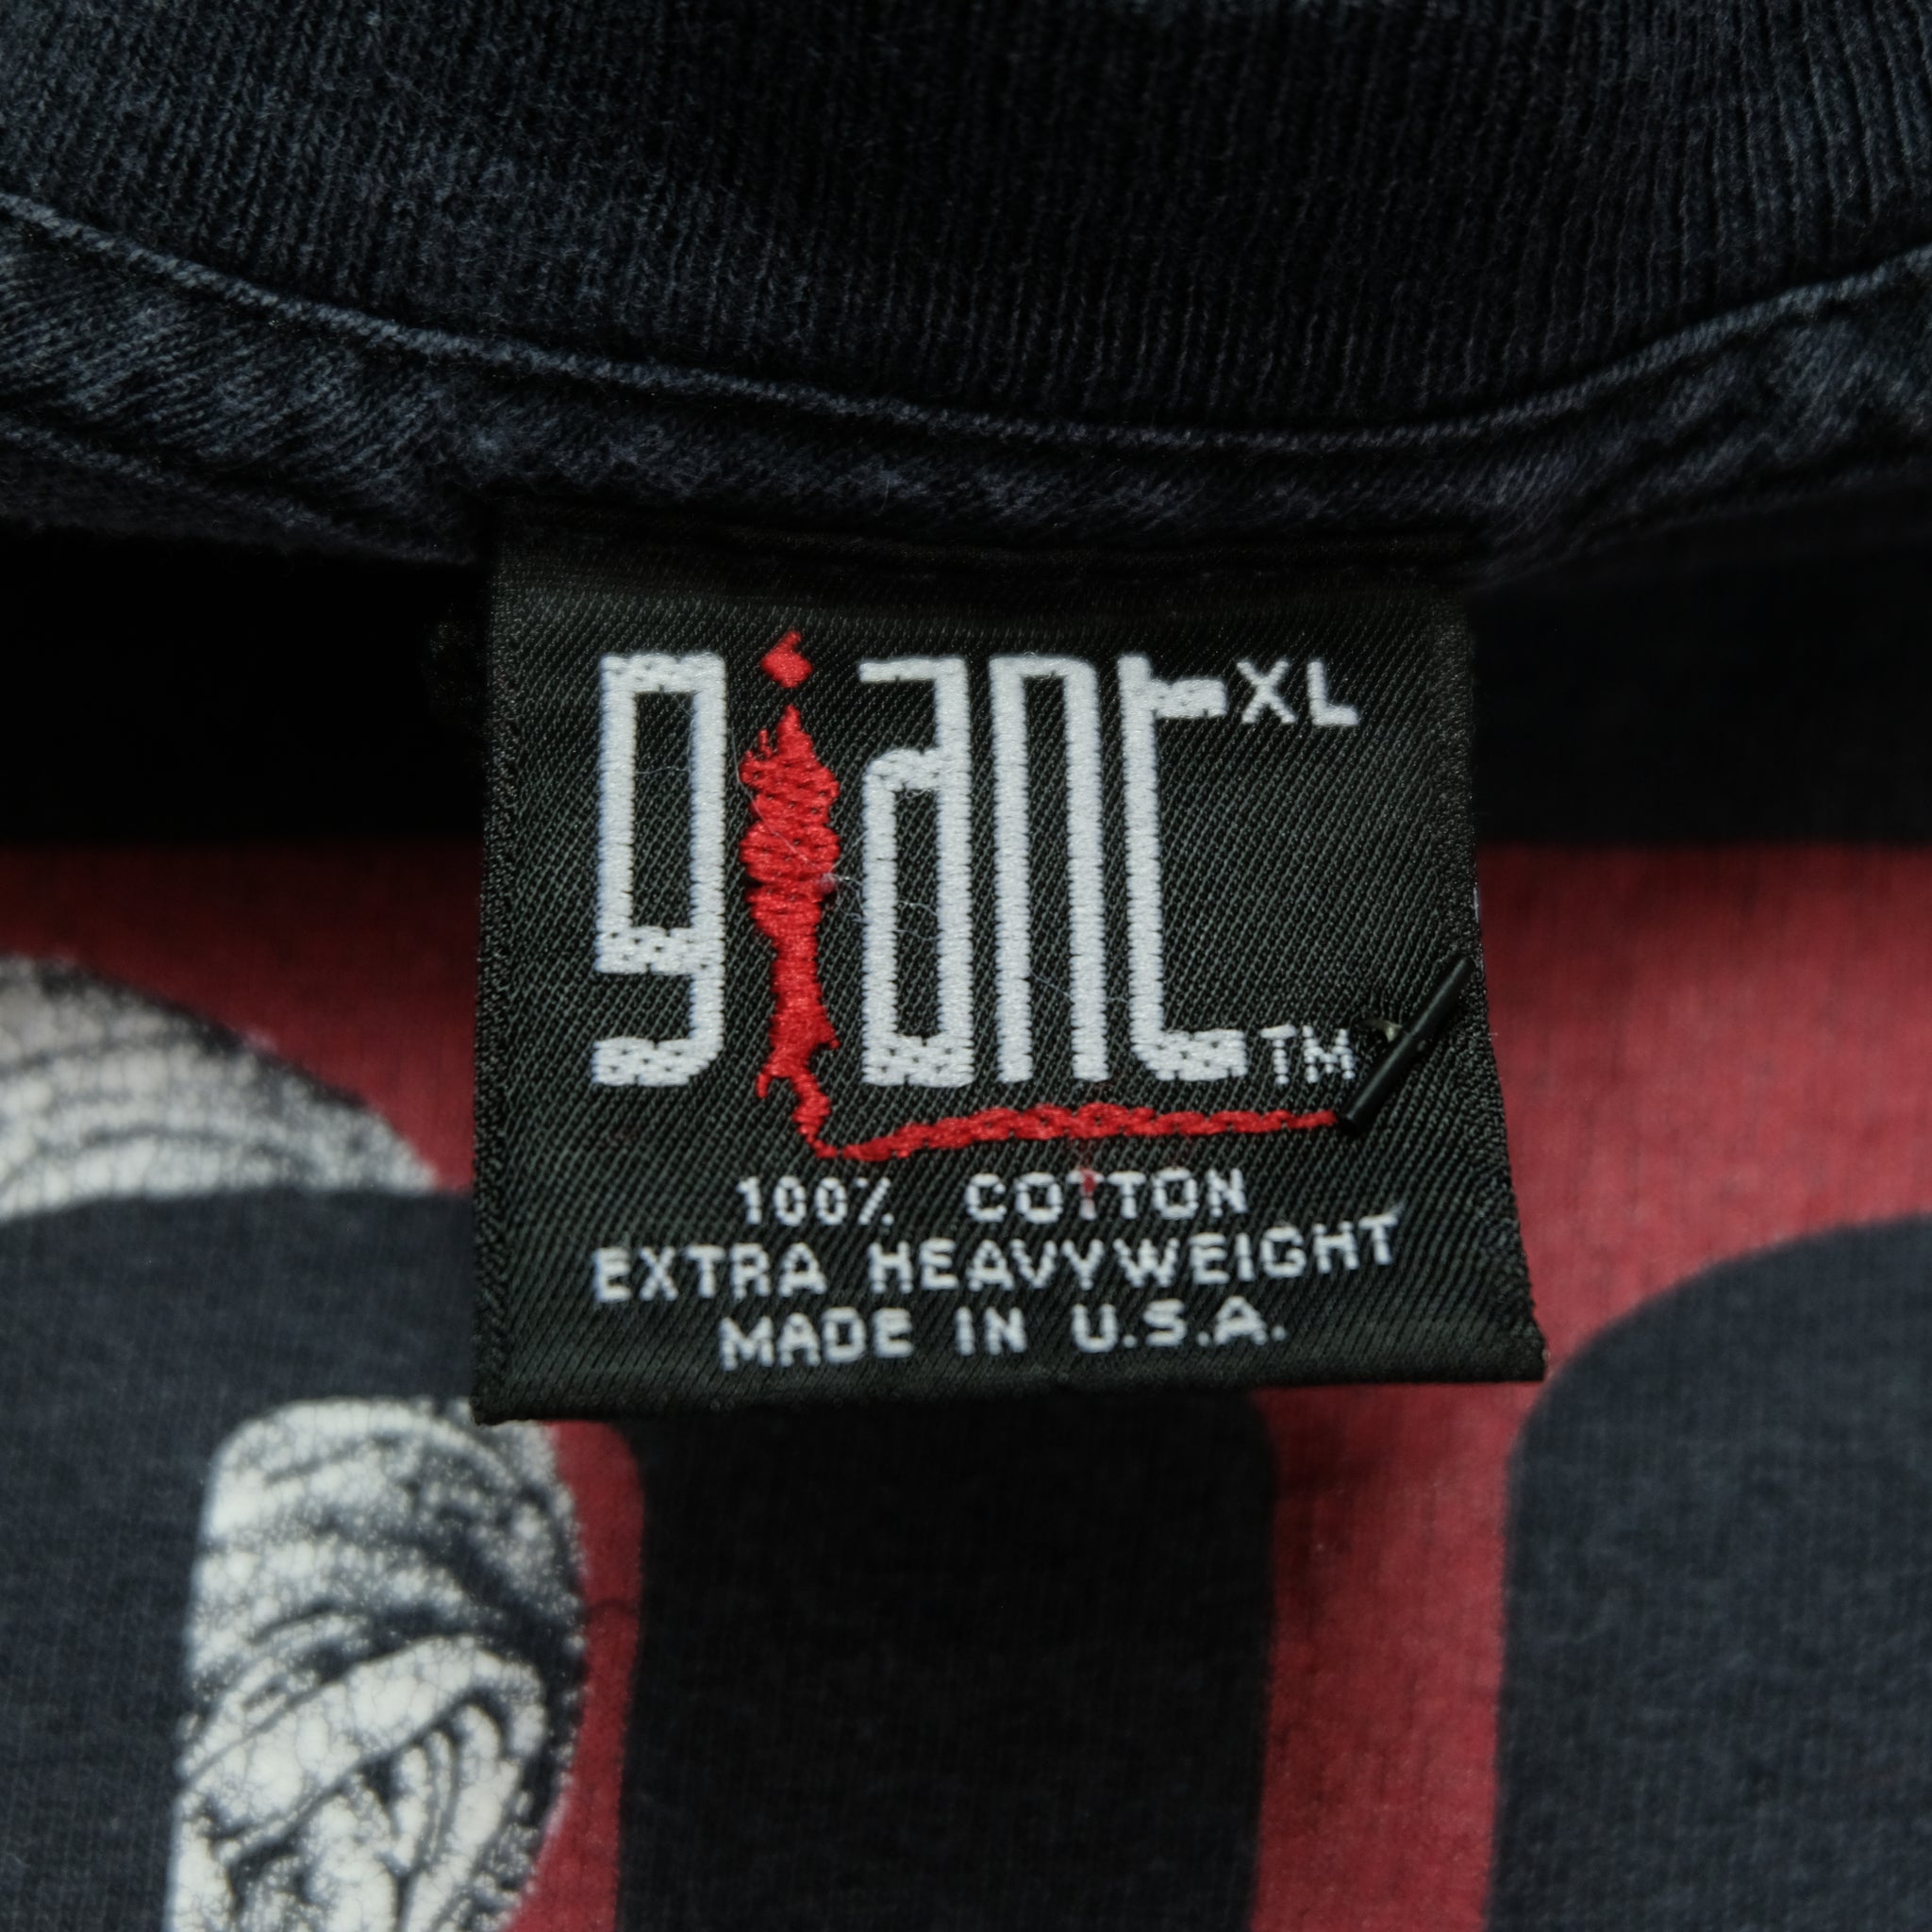 giant XL
TM
100% COTTON
EXTRA HEAVYWEIGHT
MADE IN U.S.A.